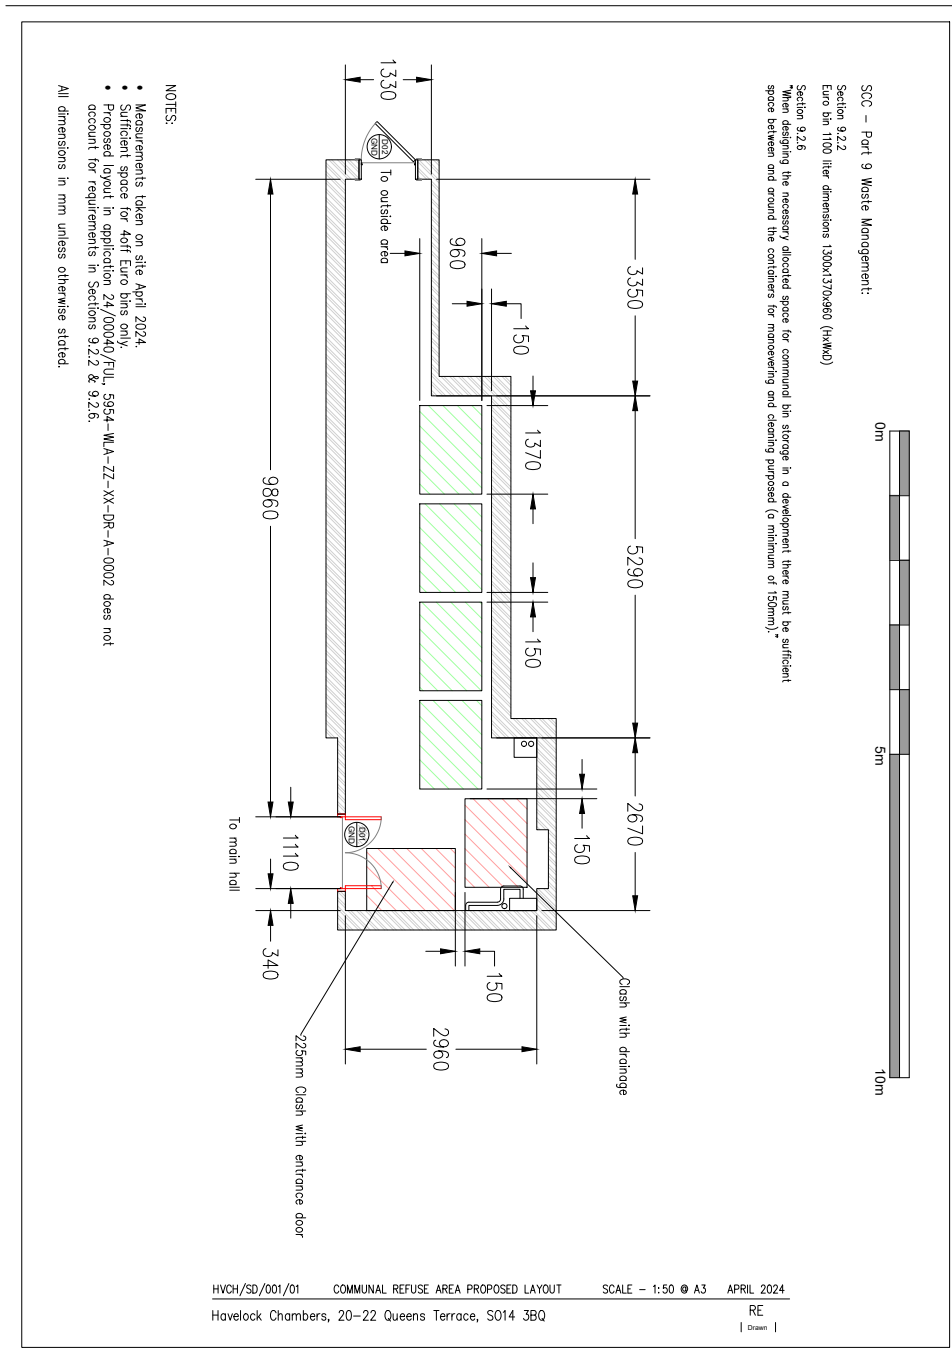 SCC - Part 9 Waste Management:
Section 9.2.2
Euro bin 1100 liter dimensions 1300x1370x960 (HxWxD)
Section 9.2.6
"When designing the necessary allocated space for communal bin storage in a development there must be sufficient
space between and around the containers for manoevering and cleaning purposed (a minimum of 150mm)."
0m
5m
10m
3350
5290
2670
1330
D02
GND
To outside area
960
150
1370
150
150
9860
D01
GND
1110
340
To main hall
150
2960
Clash with drainage
225mm Clash with entrance door
NOTES:
• Measurements taken on site April 2024.
• Sufficient space for 4off Euro bins only.
• Proposed layout in application 24/00040/FUL, 5954-WLA-ZZ-XX-DR-A-0002 does not
account for requirements in Sections 9.2.2 & 9.2.6.
All dimensions in mm unless otherwise stated.
HVCH/SD/001/01 COMMUNAL REFUSE AREA PROPOSED LAYOUT SCALE - 1:50 @ A3 APRIL 2024
Havelock Chambers, 20-22 Queens Terrace, SO14 3BQ
RE
Drawn